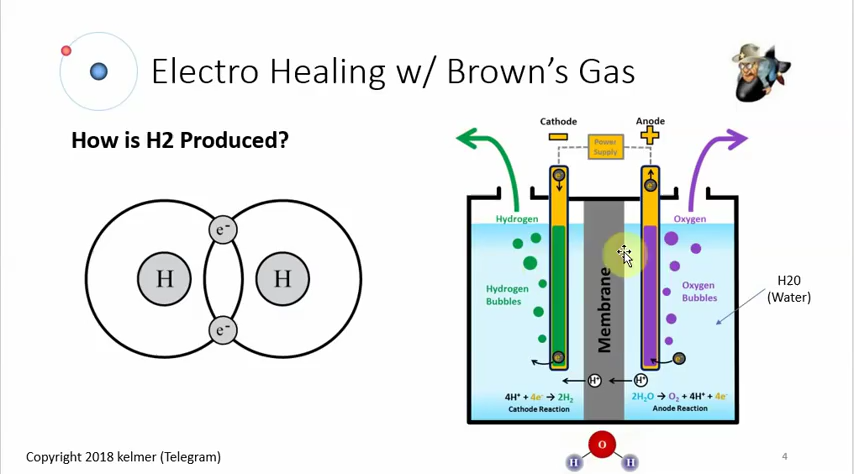 Electro Healing w/ Brown's Gas
How is H2 Produced?
e-
H H
e-
Cathode
Anode
Power
Supply
e-
e-
Hydrogen
Oxygen
Hydrogen
Bubbles
Membrane
Oxygen
Bubbles
H20
(Water)
e-
e-
H+
H+
4H+ + 4e- → 2H2
Cathode Reaction
2H2O → O2 + 4H+ + 4e-
Anode Reaction
O
H H
Copyright 2018 kelmer (Telegram)
4